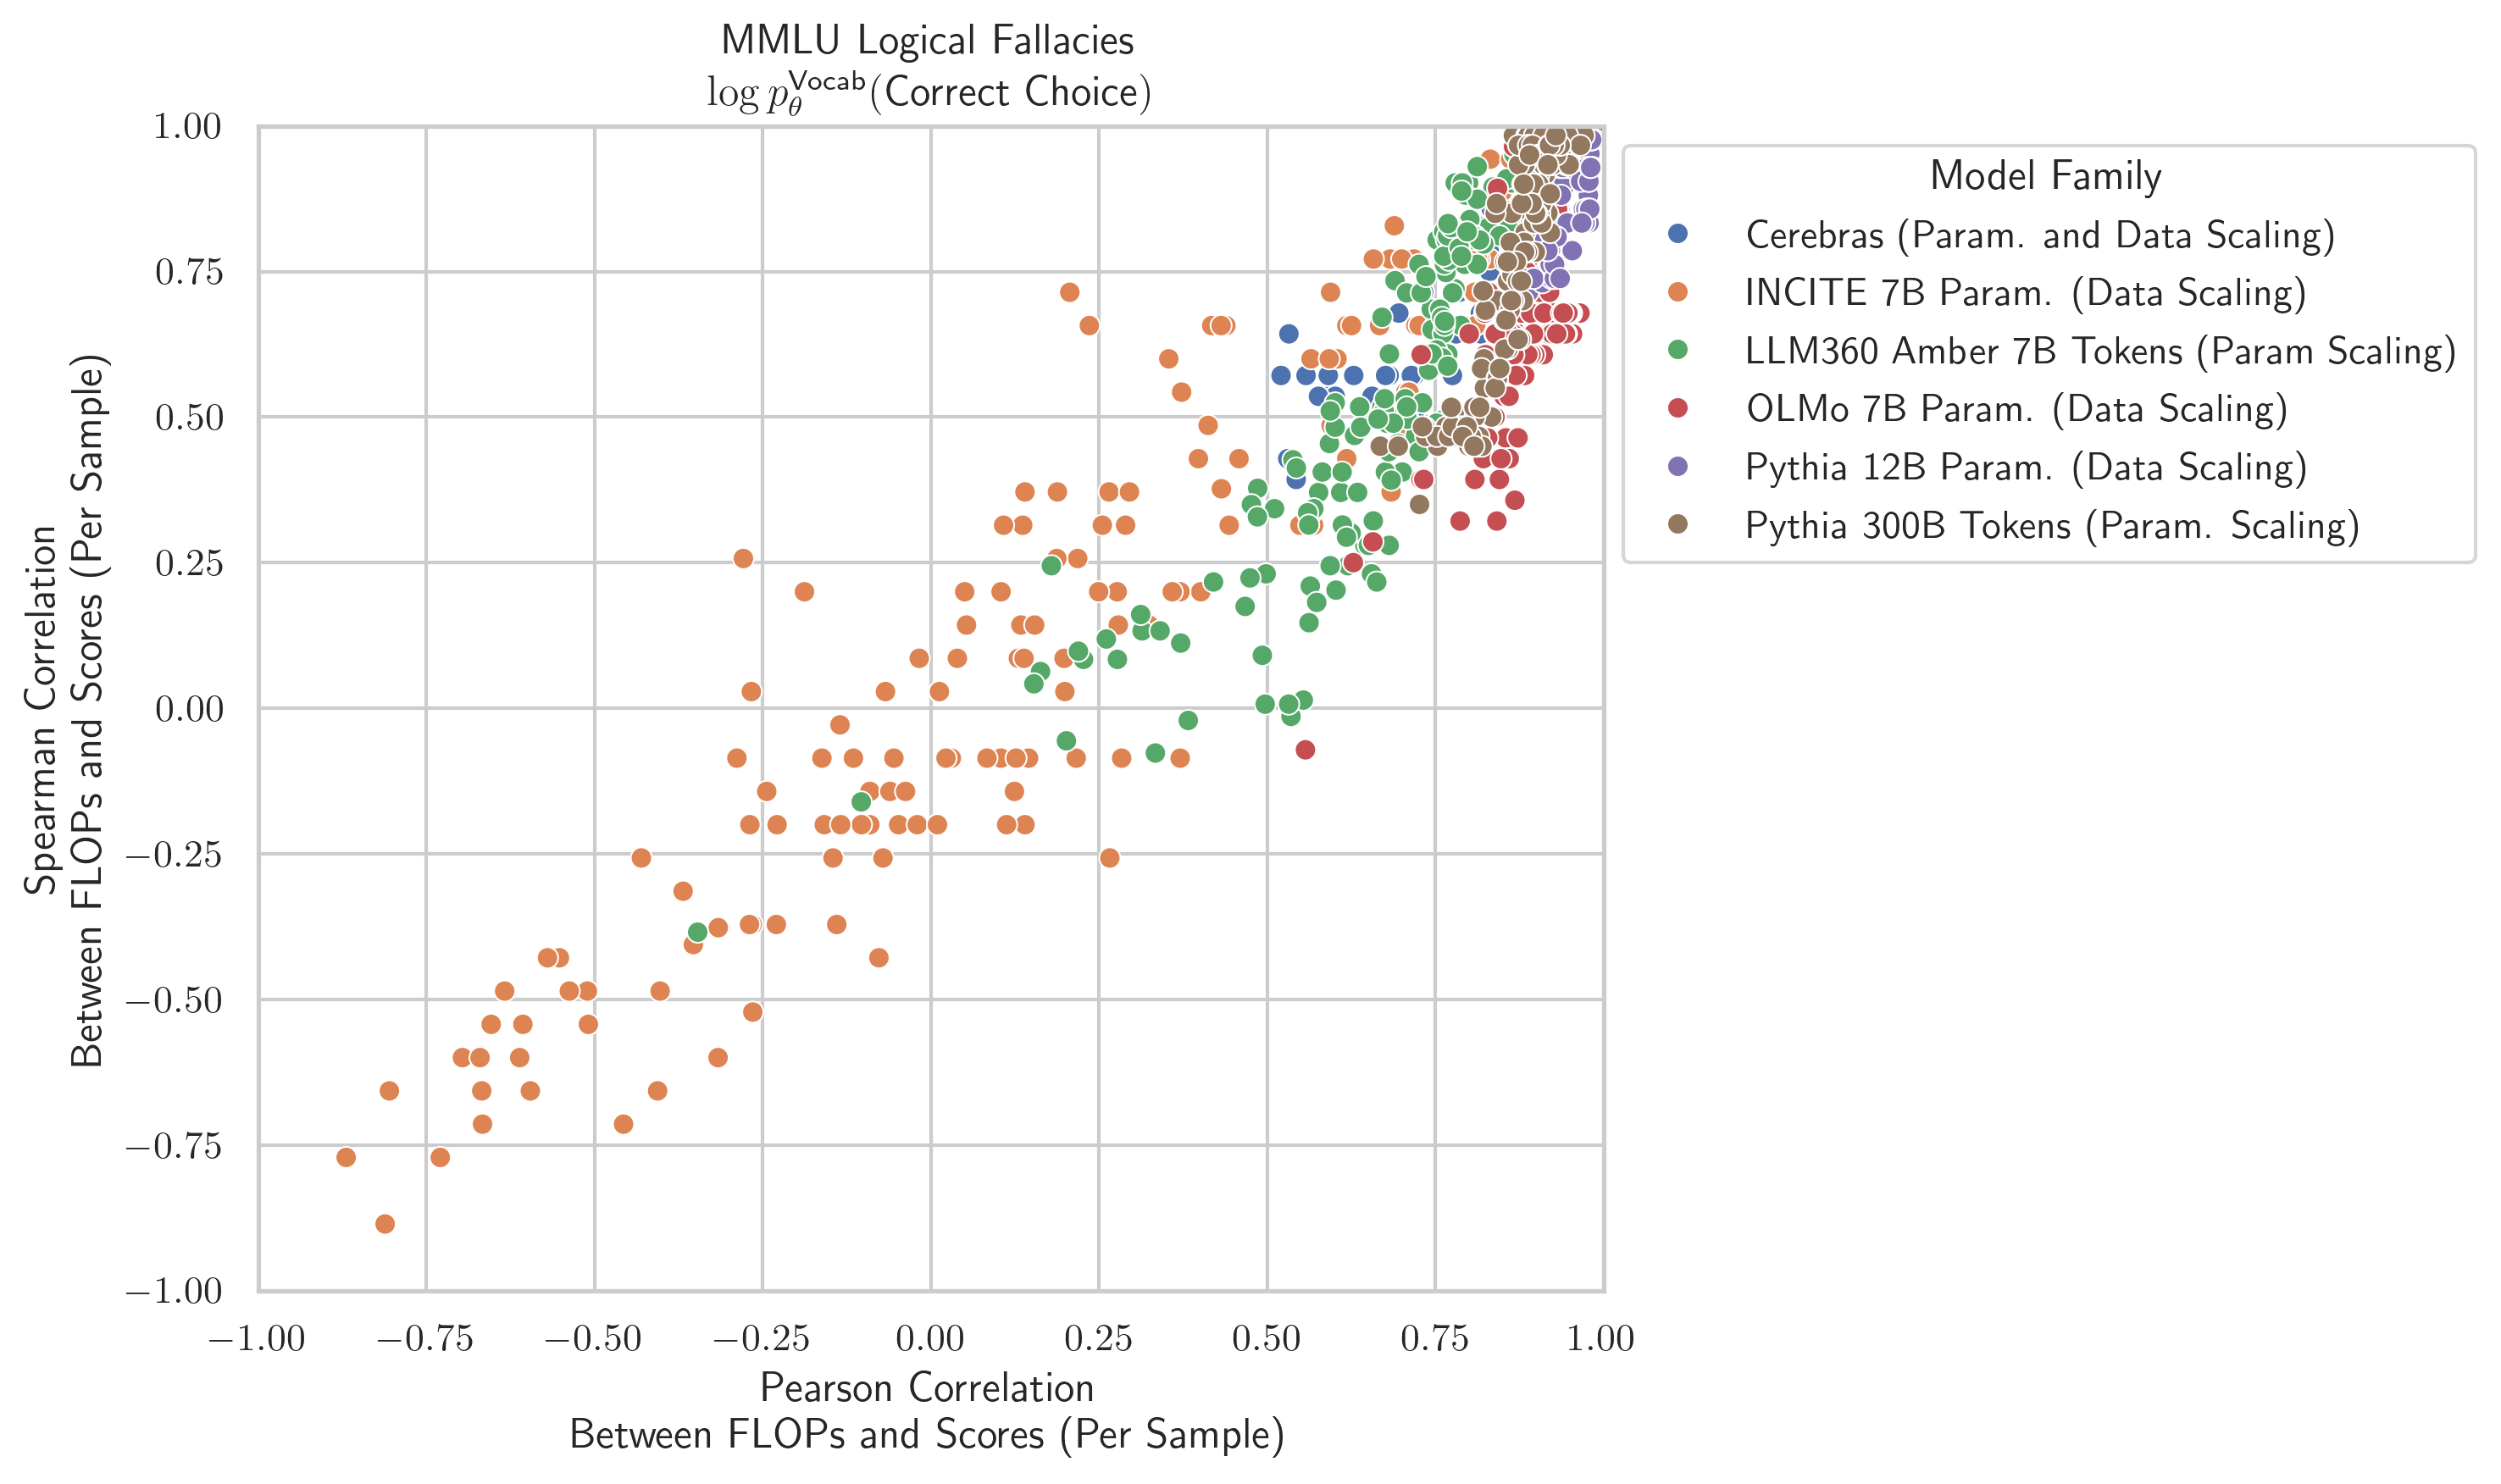 MMLU Logical Fallacies
log p_θ^Vocab(Correct Choice)
1.00
0.75
0.50
0.25
0.00
−0.25
−0.50
−0.75
−1.00
Spearman Correlation
Between FLOPs and Scores (Per Sample)
−1.00 −0.75 −0.50 −0.25 0.00 0.25 0.50 0.75 1.00
Pearson Correlation
Between FLOPs and Scores (Per Sample)
Model Family
Cerebras (Param. and Data Scaling)
INCITE 7B Param. (Data Scaling)
LLM360 Amber 7B Tokens (Param Scaling)
OLMo 7B Param. (Data Scaling)
Pythia 12B Param. (Data Scaling)
Pythia 300B Tokens (Param. Scaling)